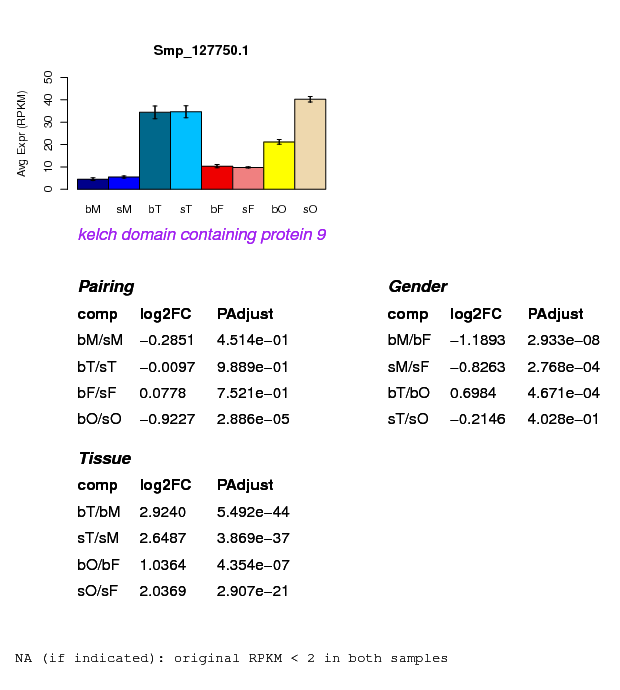 Smp_127750.1
Avg Expr (RPKM)
0 10 20 30 40 50
bM sM bT sT bF sF bO sO
kelch domain containing protein 9
Pairing
comp log2FC PAdjust
bM/sM −0.2851 4.514e−01
bT/sT −0.0097 9.889e−01
bF/sF 0.0778 7.521e−01
bO/sO −0.9227 2.886e−05
Gender
comp log2FC PAdjust
bM/bF −1.1893 2.933e−08
sM/sF −0.8263 2.768e−04
bT/bO 0.6984 4.671e−04
sT/sO −0.2146 4.028e−01
Tissue
comp log2FC PAdjust
bT/bM 2.9240 5.492e−44
sT/sM 2.6487 3.869e−37
bO/bF 1.0364 4.354e−07
sO/sF 2.0369 2.907e−21
NA (if indicated): original RPKM < 2 in both samples